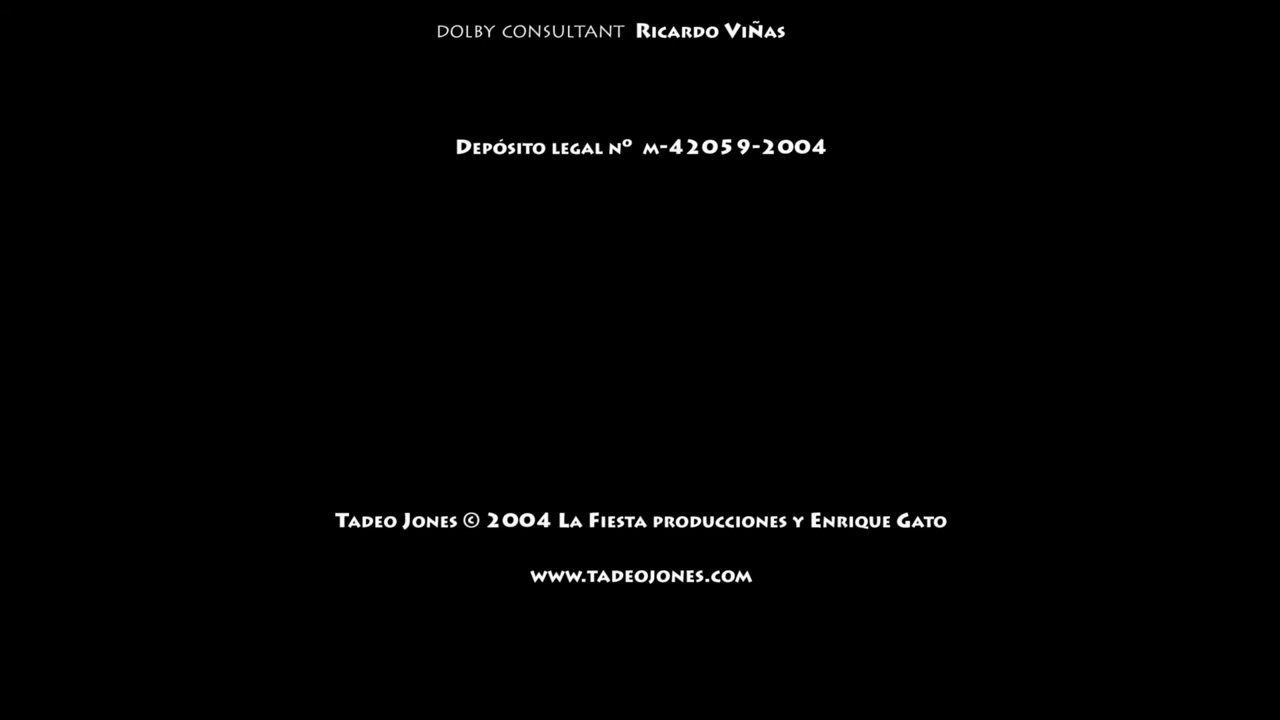 DOLBY CONSULTANT Ricardo Viñas
Depósito legal nº m-42059-2004
Tadeo Jones © 2004 La Fiesta producciones y Enrique Gato
www.tadeojones.com